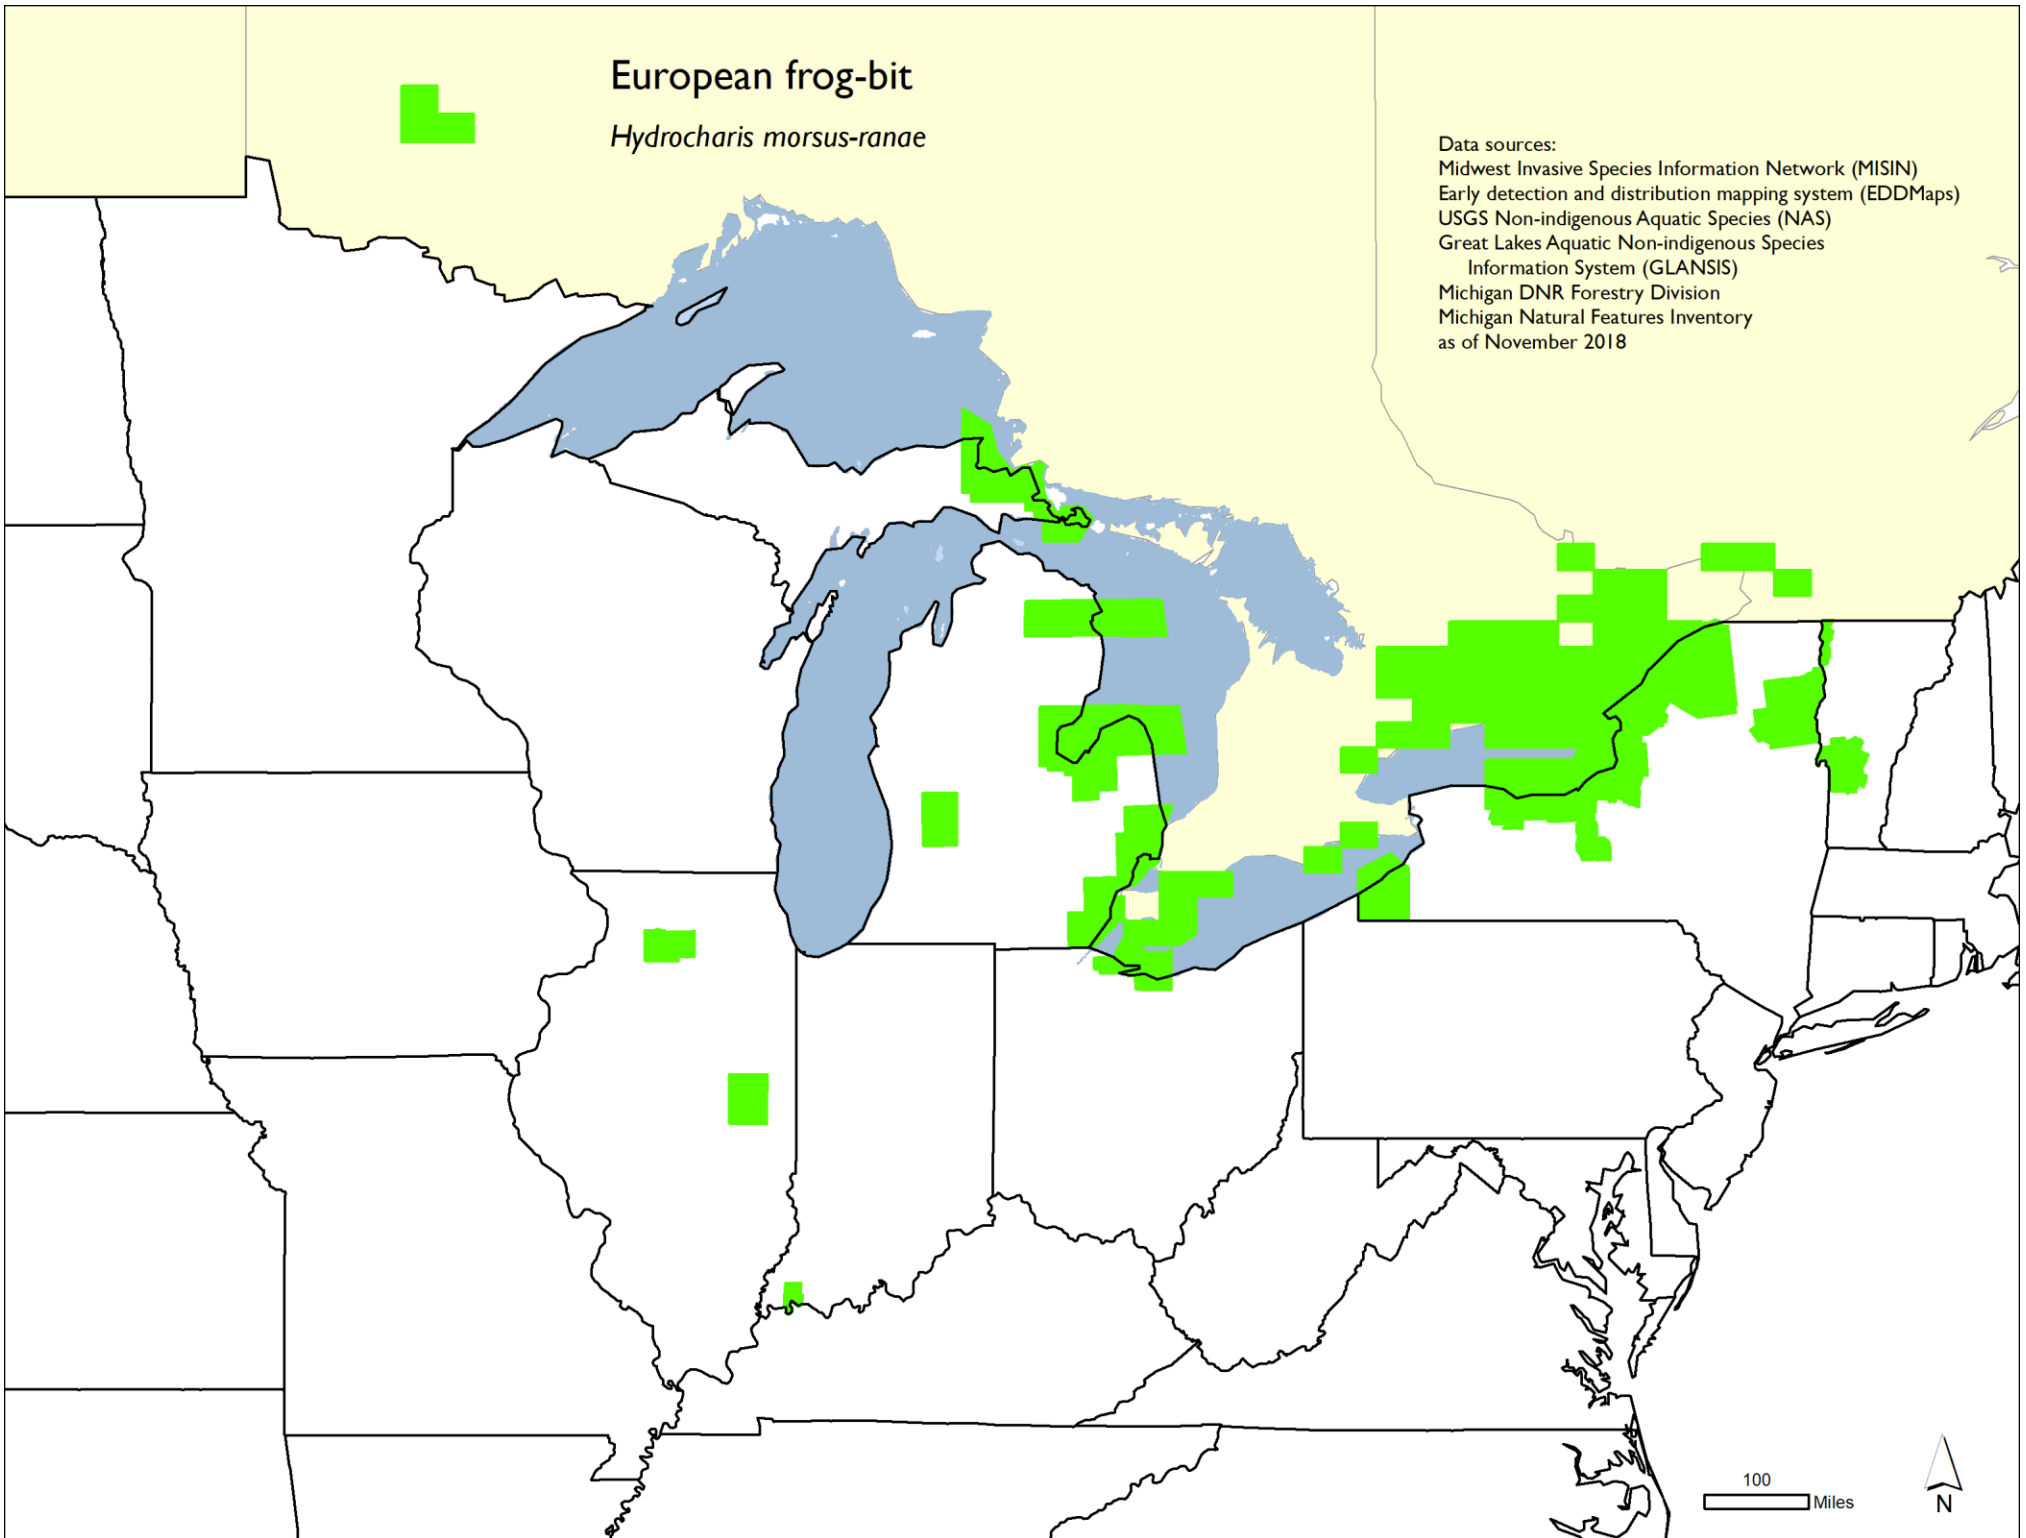 European frog-bit
Hydrocharis morsus-ranae
Data sources:
Midwest Invasive Species Information Network (MISIN)
Early detection and distribution mapping system (EDDMaps)
USGS Non-indigenous Aquatic Species (NAS)
Great Lakes Aquatic Non-indigenous Species
Information System (GLANSIS)
Michigan DNR Forestry Division
Michigan Natural Features Inventory
as of November 2018
100
Miles
N